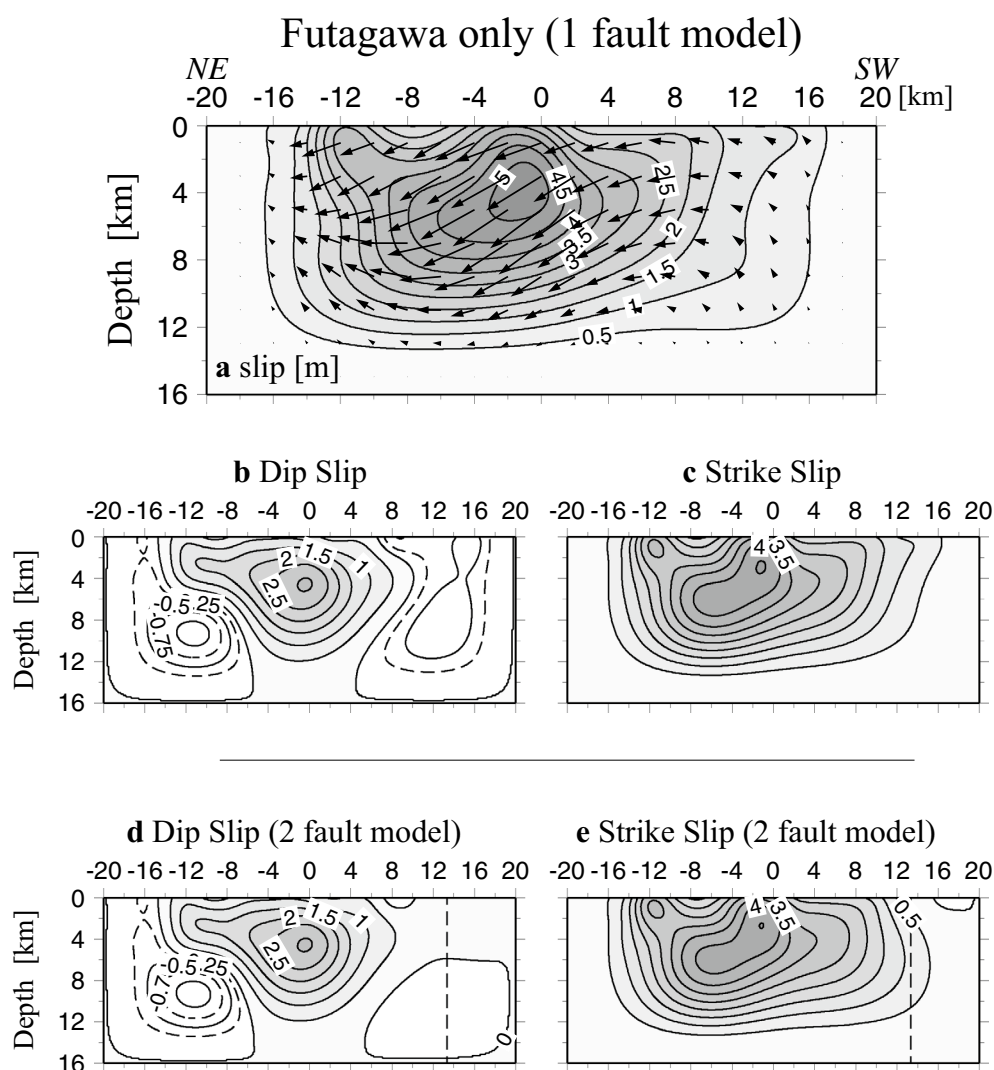 Futagawa only (1 fault model)
NE SW
-20 -16 -12 -8 -4 0 4 8 12 16 20 [km]
Depth [km]
0
4
8
12
16
5 4.5 2.5
4 3.5 3 2
1.5
1
0.5
a slip [m]
b Dip Slip c Strike Slip
-20 -16 -12 -8 -4 0 4 8 12 16 20 -20 -16 -12 -8 -4 0 4 8 12 16 20
Depth [km]
0
4
8
12
16
2 1.5 1 4 3.5
2.5
-0.5 .25
0.75
d Dip Slip (2 fault model) e Strike Slip (2 fault model)
-20 -16 -12 -8 -4 0 4 8 12 16 20 -20 -16 -12 -8 -4 0 4 8 12 16 20
Depth [km]
0
4
8
12
16
2 1.5 1 4 3.5 0.5
2.5
-0.5 .25
0.7
0